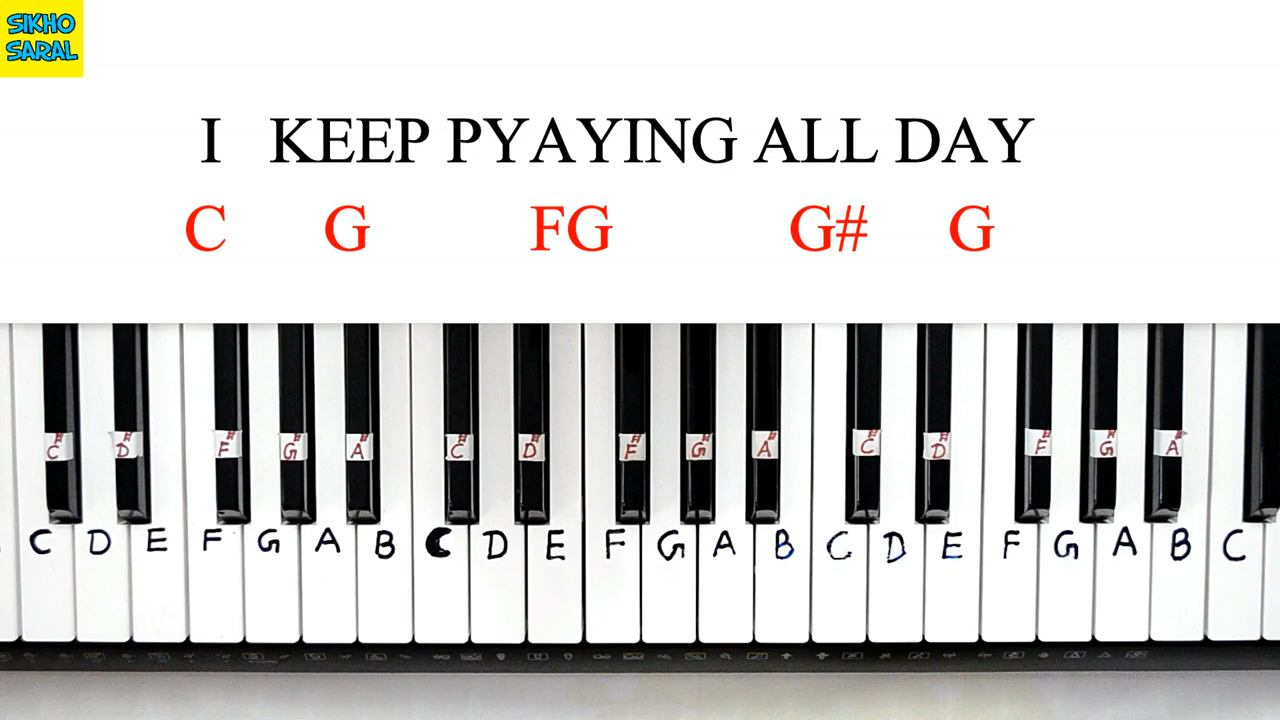 SIKHO
SARAL
I KEEP PYAYING ALL DAY
C G FG G# G
C# D# F# G# A# C# D# F# G# A# C# D# F# G# A#
C D E F G A B C D E F G A B C D E F G A B C